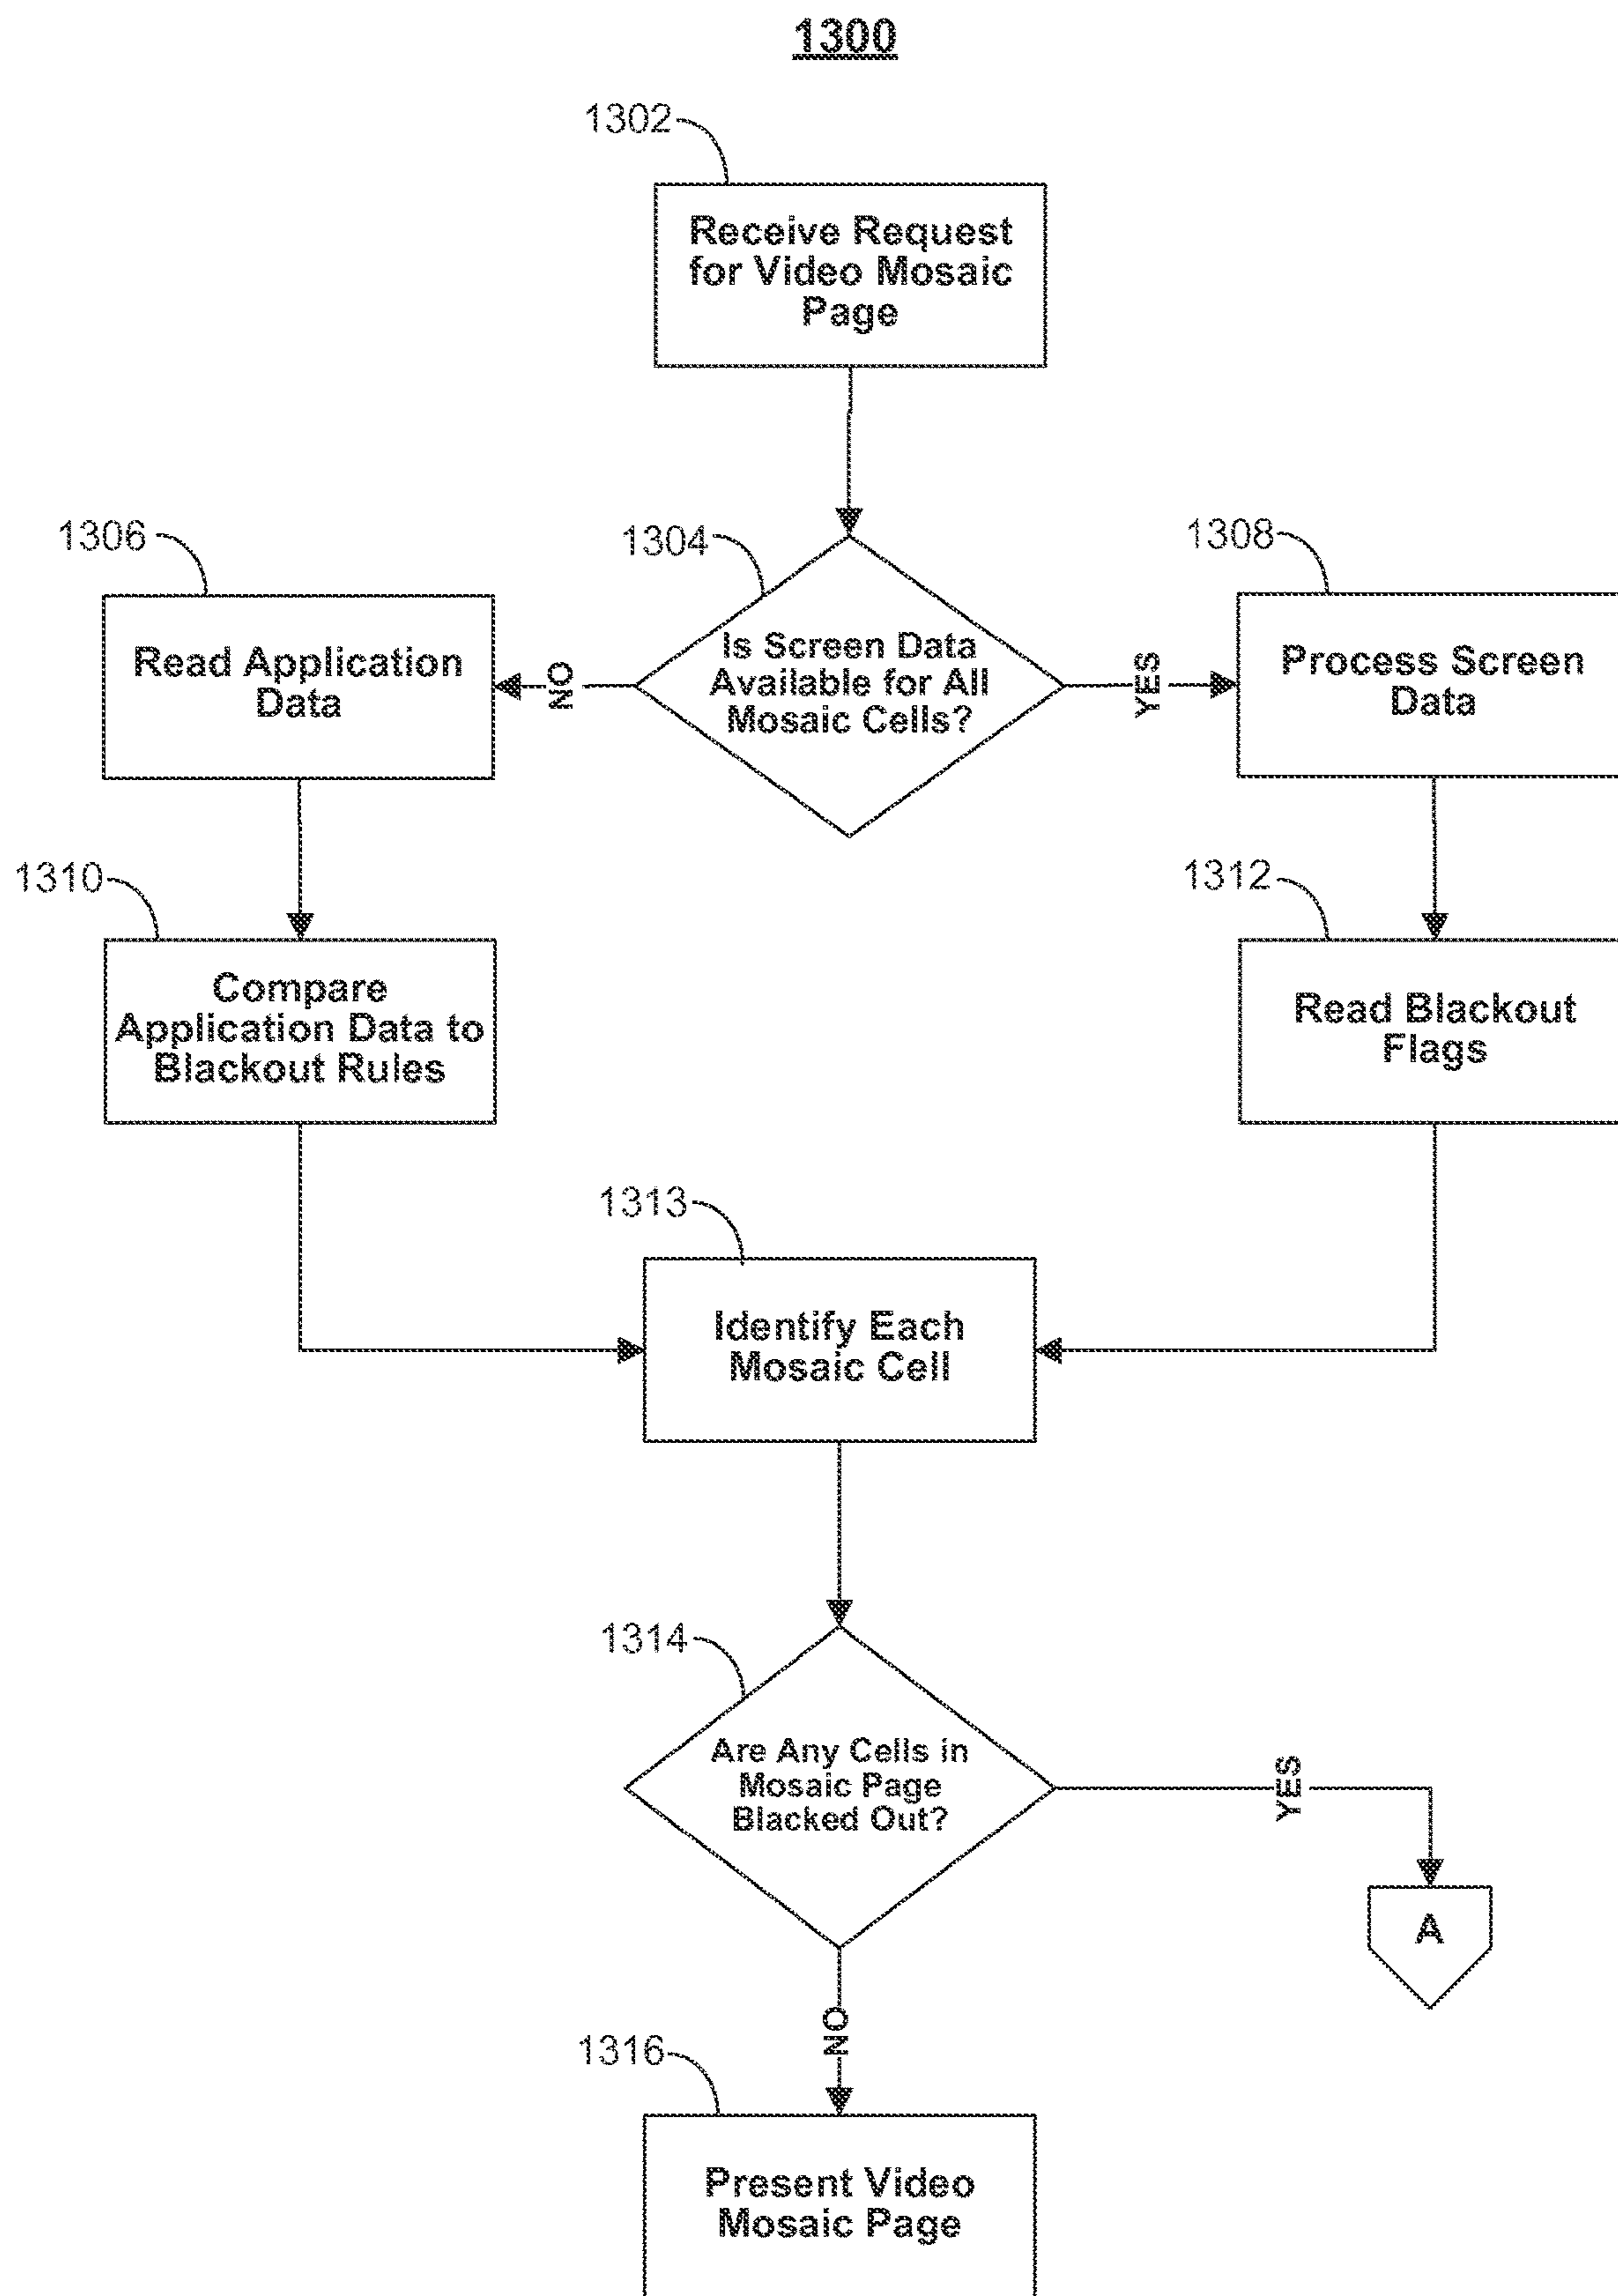 1300
1302
Receive Request
for Video Mosaic
Page
1304
Is Screen Data
Available for All
Mosaic Cells?
NO
YES
1306
Read Application
Data
1308
Process Screen
Data
1310
Compare
Application Data to
Blackout Rules
1312
Read Blackout
Flags
1313
Identify Each
Mosaic Cell
1314
Are Any Cells in
Mosaic Page
Blacked Out?
YES
A
NO
1316
Present Video
Mosaic Page